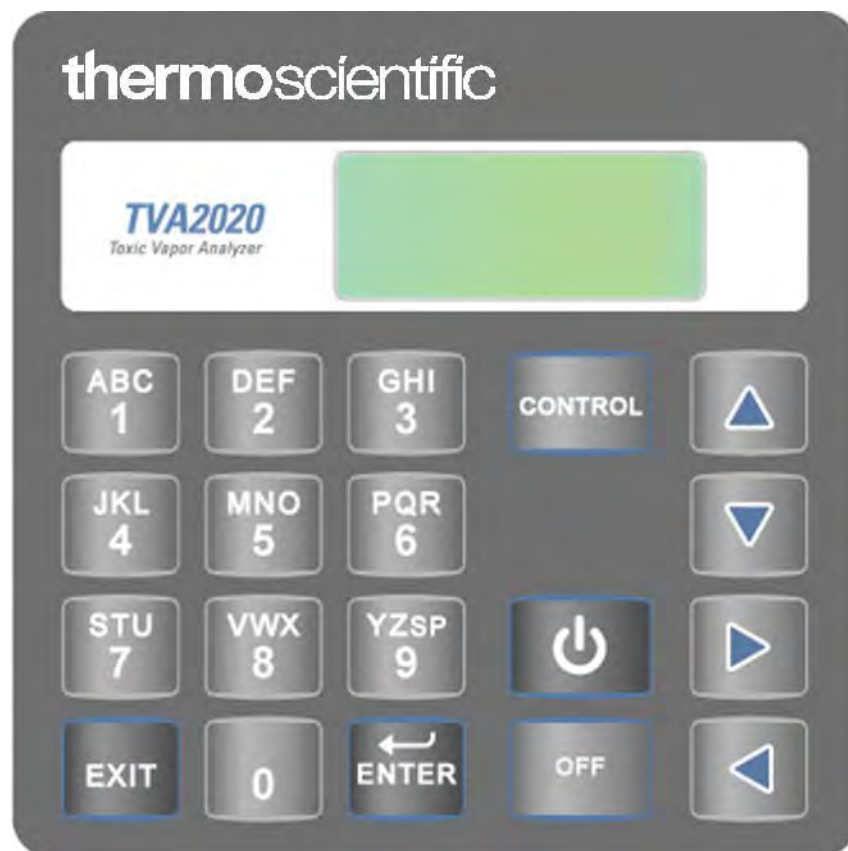 thermoscientific
TVA2020
Toxic Vapor Analyzer
ABC
1
DEF
2
GHI
3
CONTROL
JKL
4
MNO
5
PQR
6
STU
7
VWX
8
YZSP
9
EXIT
0
ENTER
OFF